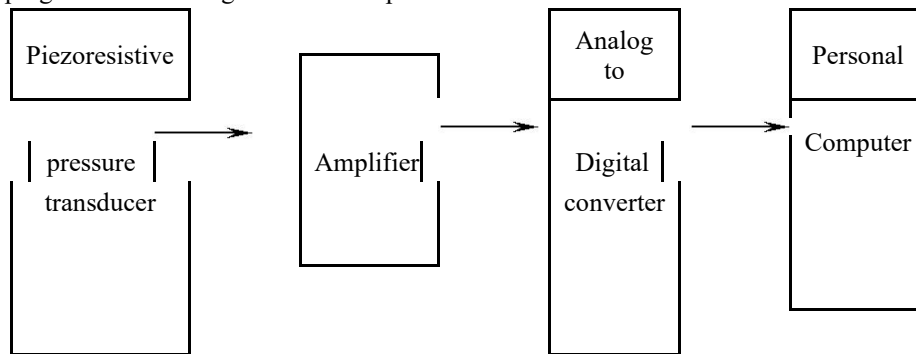 Piezoresistive
pressure
transducer
Amplifier
Analog
to
Digital
converter
Personal
Computer